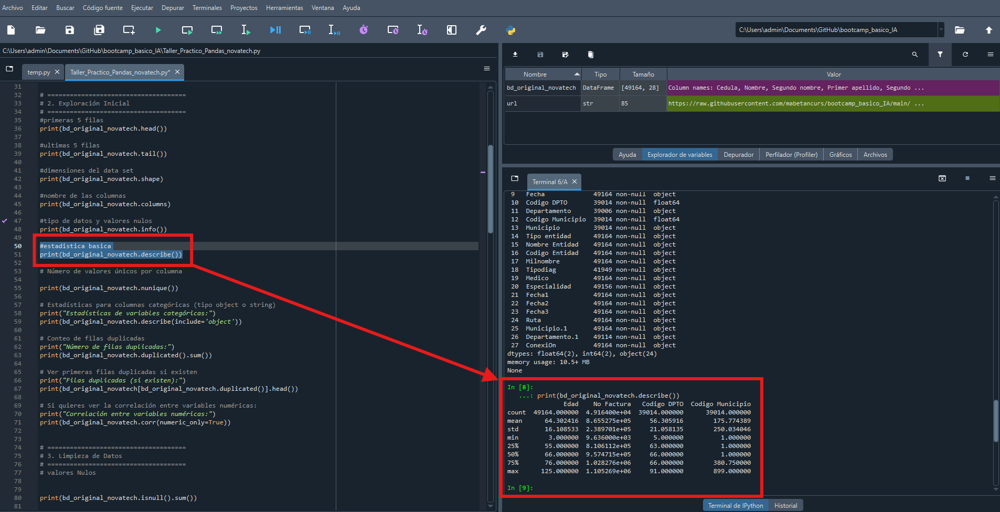 Archivo Editar Buscar Código fuente Ejecutar Depurar Terminales Proyectos Herramientas Ventana Ayuda
C:\Users\admin\Documents\GitHub\bootcamp_basico_IA
C:\Users\admin\Documents\GitHub\bootcamp_basico_IA\Taller_Practico_Pandas_novatech.py
temp.py Taller_Practico_Pandas_novatech.py*
31
32 # =====================================
33 # 2. Exploración Inicial
34 # =====================================
35 #primeras 5 filas
36 print(bd_original_novatech.head())
37
38 #ultimas 5 filas
39 print(bd_original_novatech.tail())
40
41 #dimensiones del data set
42 print(bd_original_novatech.shape)
43
44 #nombre de las columnas
45 print(bd_original_novatech.columns)
46
47 #tipo de datos y valores nulos
48 print(bd_original_novatech.info())
49
50 #estadistica basica
51 print(bd_original_novatech.describe())
52
53 # Número de valores únicos por columna
54
55 print(bd_original_novatech.nunique())
56
57 # Estadísticas para columnas categóricas (tipo object o string)
58 print("Estadísticas de variables categóricas:")
59 print(bd_original_novatech.describe(include='object'))
60
61 # Conteo de filas duplicadas
62 print("Número de filas duplicadas:")
63 print(bd_original_novatech.duplicated().sum())
64
65 # Ver primeras filas duplicadas si existen
66 print("Filas duplicadas (si existen):")
67 print(bd_original_novatech[bd_original_novatech.duplicated()].head())
68
69 # Si quieres ver la correlación entre variables numéricas:
70 print("Correlación entre variables numéricas:")
71 print(bd_original_novatech.corr(numeric_only=True))
72
73
74 # =====================================
75 # 3. Limpieza de Datos
76 # =====================================
77 # valores Nulos
78
79
80 print(bd_original_novatech.isnull().sum())
81
Nombre Tipo Tamaño Valor
bd_original_novatech DataFrame [49164, 28] Column names: Cedula, Nombre, Segundo nombre, Primer apellido, Segundo ...
url str 85 https://raw.githubusercontent.com/mabetancurs/bootcamp_basico_IA/main/ ...
Ayuda Explorador de variables Depurador Perfilador (Profiler) Gráficos Archivos
Terminal 6/A
9 Fecha 49164 non-null object
10 Codigo DPTO 39014 non-null float64
11 Departamento 39006 non-null object
12 Codigo Municipio 39014 non-null float64
13 Municipio 39014 non-null object
14 Tipo entidad 49164 non-null object
15 Nombre Entidad 49164 non-null object
16 Codigo Entidad 49164 non-null object
17 Milnombre 49164 non-null object
18 Tipodiag 41949 non-null object
19 Medico 49164 non-null object
20 Especialidad 49156 non-null object
21 Fecha1 49164 non-null object
22 Fecha2 49164 non-null object
23 Fecha3 49164 non-null object
24 Ruta 49164 non-null object
25 Municipio.1 49164 non-null object
26 Departamento.1 49114 non-null object
27 ConexiOn 49164 non-null object
dtypes: float64(2), int64(2), object(24)
memory usage: 10.5+ MB
None
In [8]:
...: print(bd_original_novatech.describe())
Edad No Factura Codigo DPTO Codigo Municipio
count 49164.000000 4.916400e+04 39014.000000 39014.000000
mean 64.302416 8.655275e+05 56.305916 175.774389
std 16.108533 2.389701e+05 21.058135 250.034046
min 3.000000 9.636000e+03 5.000000 1.000000
25% 55.000000 8.106112e+05 63.000000 1.000000
50% 66.000000 9.574715e+05 66.000000 1.000000
75% 76.000000 1.028276e+06 66.000000 380.750000
max 125.000000 1.105269e+06 91.000000 899.000000
In [9]:
Terminal de IPython Historial